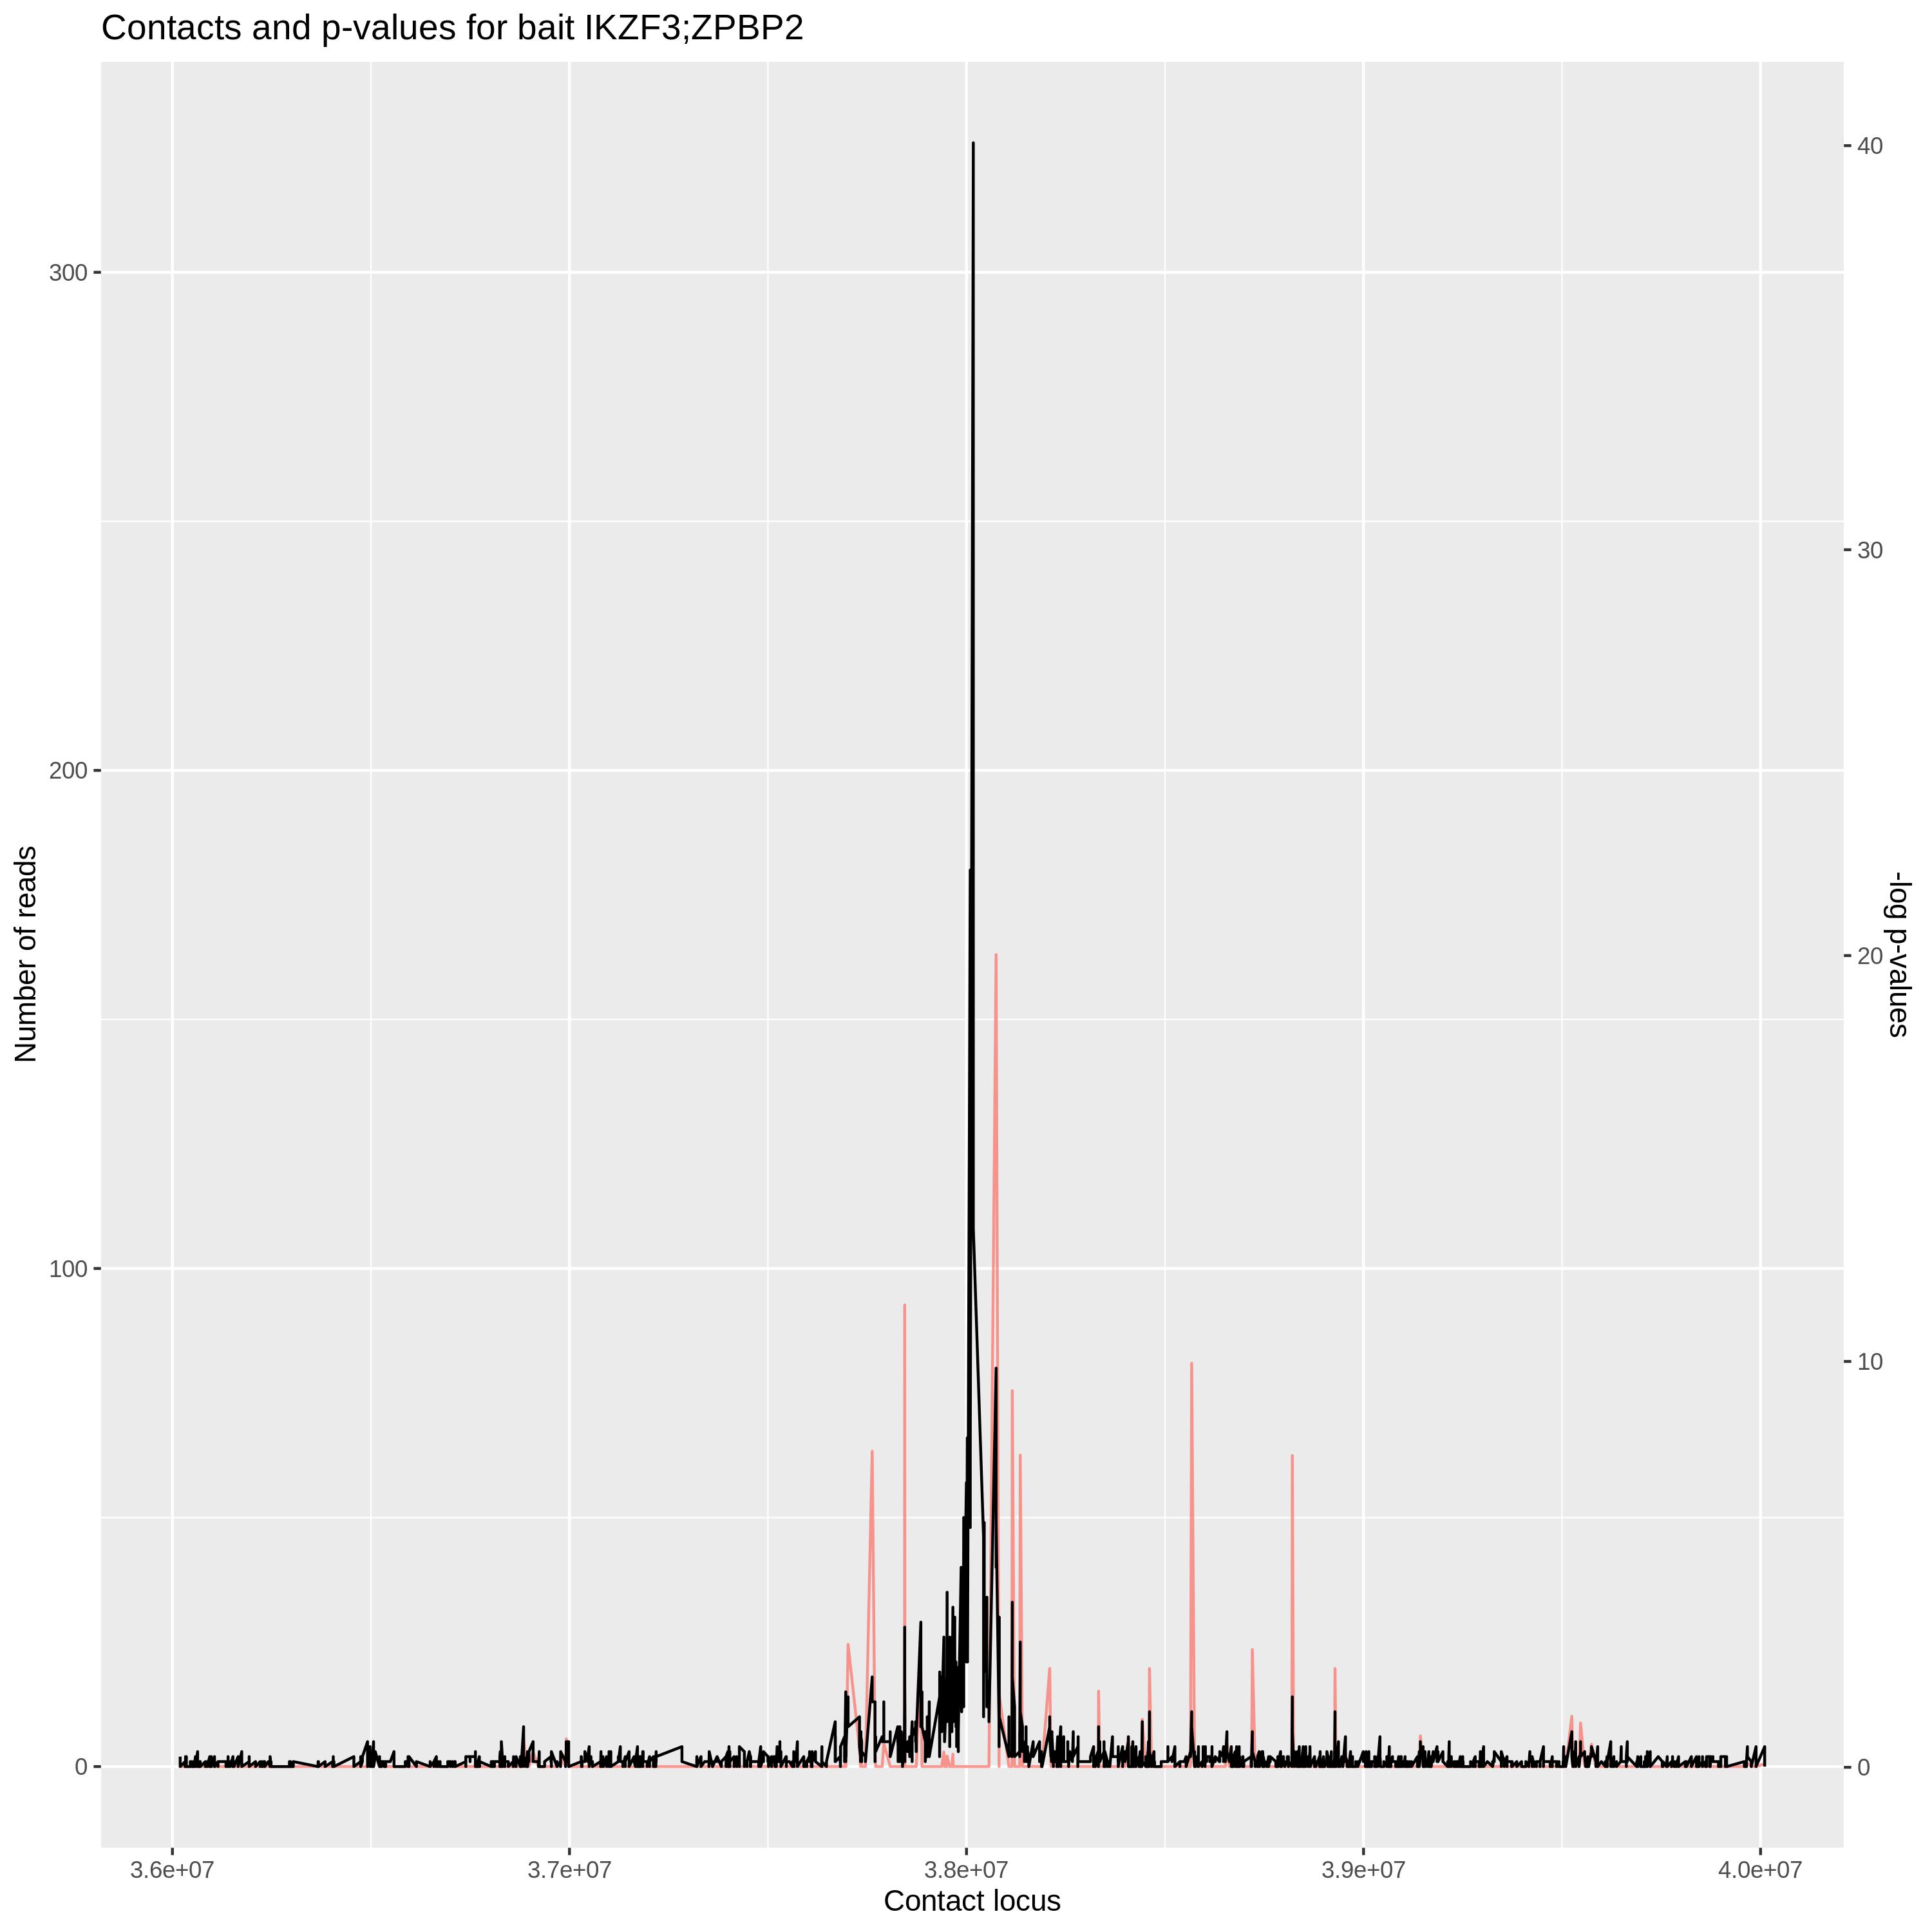 Contacts and p-values for bait IKZF3;ZPBP2
Number of reads
300
200
100
0
40
30
20
10
0
-log p-values
3.6e+07
3.7e+07
3.8e+07
3.9e+07
4.0e+07
Contact locus